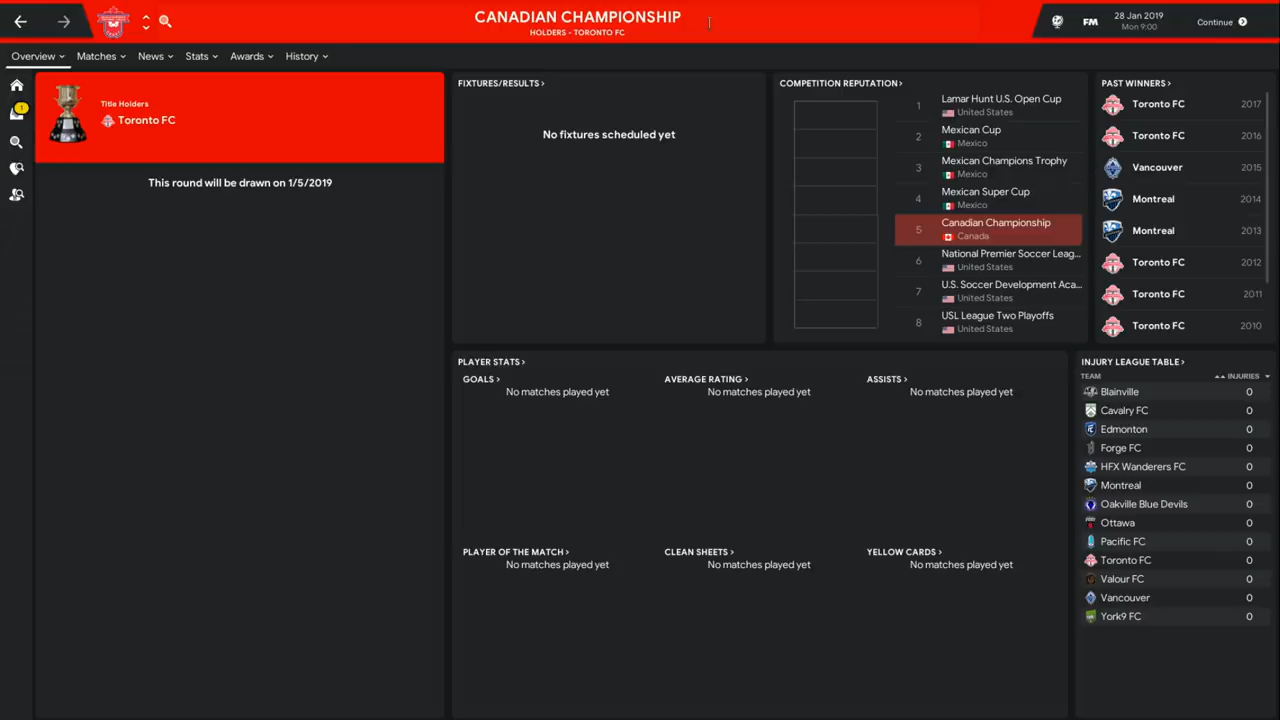 CANADIAN CHAMPIONSHIP
HOLDERS - TORONTO FC
FM
28 Jan 2019
Mon 9:00
Continue
Overview
Matches
News
Stats
Awards
History
1
Title Holders
Toronto FC
This round will be drawn on 1/5/2019
FIXTURES/RESULTS >
No fixtures scheduled yet
COMPETITION REPUTATION >
1 Lamar Hunt U.S. Open Cup
United States
2 Mexican Cup
Mexico
3 Mexican Champions Trophy
Mexico
4 Mexican Super Cup
Mexico
5 Canadian Championship
Canada
6 National Premier Soccer Leag...
United States
7 U.S. Soccer Development Aca...
United States
8 USL League Two Playoffs
United States
PAST WINNERS >
Toronto FC 2017
Toronto FC 2016
Vancouver 2015
Montreal 2014
Montreal 2013
Toronto FC 2012
Toronto FC 2011
Toronto FC 2010
PLAYER STATS >
GOALS >
No matches played yet
AVERAGE RATING >
No matches played yet
ASSISTS >
No matches played yet
PLAYER OF THE MATCH >
No matches played yet
CLEAN SHEETS >
No matches played yet
YELLOW CARDS >
No matches played yet
INJURY LEAGUE TABLE >
TEAM INJURIES
Blainville 0
Cavalry FC 0
Edmonton 0
Forge FC 0
HFX Wanderers FC 0
Montreal 0
Oakville Blue Devils 0
Ottawa 0
Pacific FC 0
Toronto FC 0
Valour FC 0
Vancouver 0
York9 FC 0